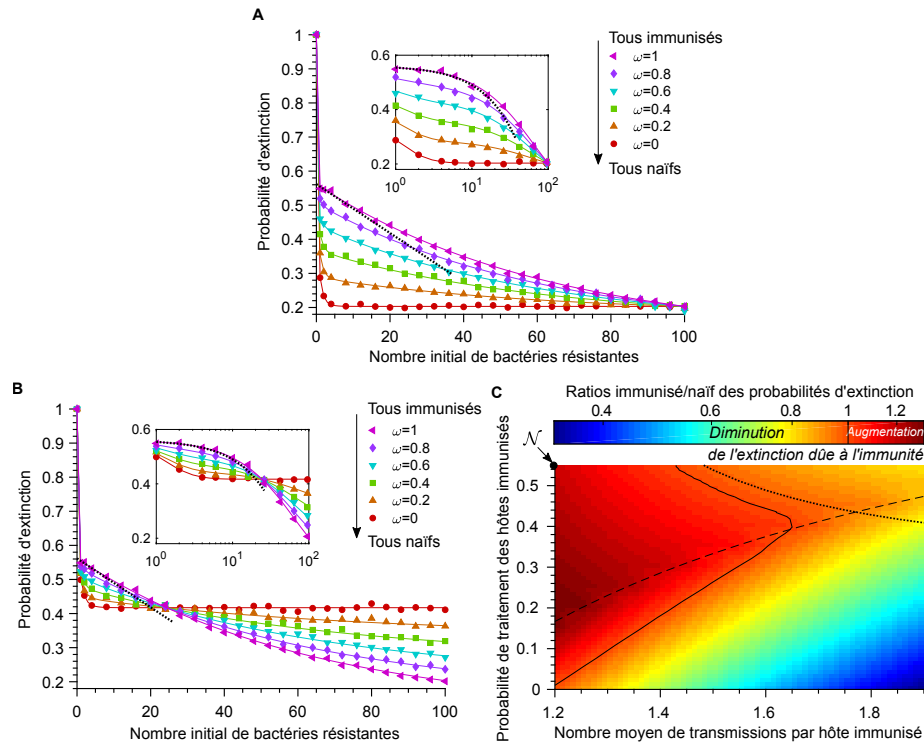 A
Probabilité d'extinction
1
0.9
0.8
0.7
0.6
0.5
0.4
0.3
0.2
0 20 40 60 80 100
Nombre initial de bactéries résistantes
0.6
0.4
0.2
10^0 10^1 10^2
Tous immunisés
ω=1
ω=0.8
ω=0.6
ω=0.4
ω=0.2
ω=0
Tous naïfs
B
Probabilité d'extinction
1
0.9
0.8
0.7
0.6
0.5
0.4
0.3
0.2
0 20 40 60 80 100
Nombre initial de bactéries résistantes
0.6
0.4
0.2
10^0 10^1 10^2
Tous immunisés
ω=1
ω=0.8
ω=0.6
ω=0.4
ω=0.2
ω=0
Tous naïfs
C
Ratios immunisé/naïf des probabilités d'extinction
0.4 0.6 0.8 1 1.2
Diminution Augmentation
de l'extinction dûe à l'immunité
𝒩
Probabilité de traitement des hôtes immunisés
0.5
0.4
0.3
0.2
0.1
0
1.2 1.4 1.6 1.8
Nombre moyen de transmissions par hôte immunisé